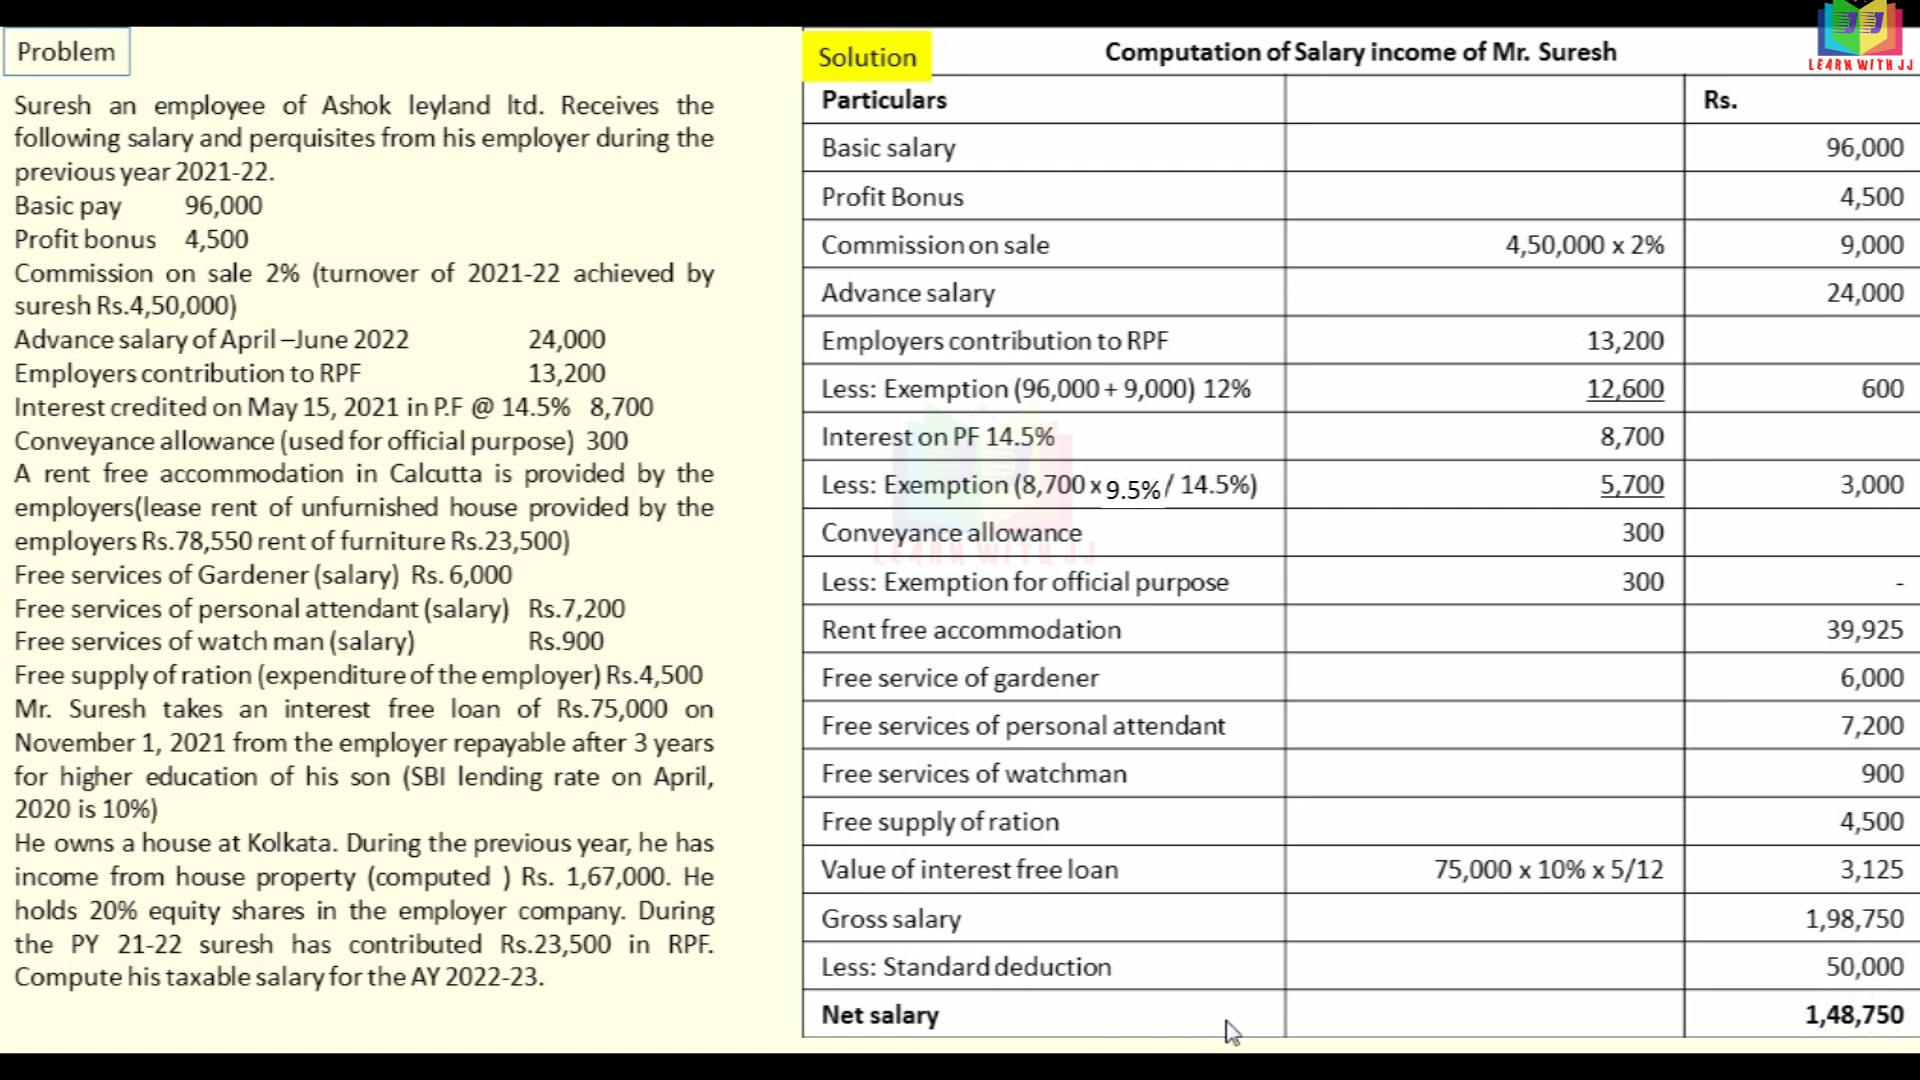 Problem
Suresh an employee of Ashok leyland ltd. Receives the
following salary and perquisites from his employer during the
previous year 2021-22.
Basic pay 96,000
Profit bonus 4,500
Commission on sale 2% (turnover of 2021-22 achieved by
suresh Rs.4,50,000)
Advance salary of April –June 2022 24,000
Employers contribution to RPF 13,200
Interest credited on May 15, 2021 in P.F @ 14.5% 8,700
Conveyance allowance (used for official purpose) 300
A rent free accommodation in Calcutta is provided by the
employers(lease rent of unfurnished house provided by the
employers Rs.78,550 rent of furniture Rs.23,500)
Free services of Gardener (salary) Rs. 6,000
Free services of personal attendant (salary) Rs.7,200
Free services of watch man (salary) Rs.900
Free supply of ration (expenditure of the employer) Rs.4,500
Mr. Suresh takes an interest free loan of Rs.75,000 on
November 1, 2021 from the employer repayable after 3 years
for higher education of his son (SBI lending rate on April,
2020 is 10%)
He owns a house at Kolkata. During the previous year, he has
income from house property (computed ) Rs. 1,67,000. He
holds 20% equity shares in the employer company. During
the PY 21-22 suresh has contributed Rs.23,500 in RPF.
Compute his taxable salary for the AY 2022-23.
Solution Computation of Salary income of Mr. Suresh
LEARN WITH JJ
Particulars Rs.
Basic salary 96,000
Profit Bonus 4,500
Commission on sale 4,50,000 x 2% 9,000
Advance salary 24,000
Employers contribution to RPF 13,200
Less: Exemption (96,000 + 9,000) 12% 12,600 600
Interest on PF 14.5% 8,700
Less: Exemption (8,700 x 9.5% / 14.5%) 5,700 3,000
Conveyance allowance 300
LEARN WITH JJ
Less: Exemption for official purpose 300 -
Rent free accommodation 39,925
Free service of gardener 6,000
Free services of personal attendant 7,200
Free services of watchman 900
Free supply of ration 4,500
Value of interest free loan 75,000 x 10% x 5/12 3,125
Gross salary 1,98,750
Less: Standard deduction 50,000
Net salary 1,48,750